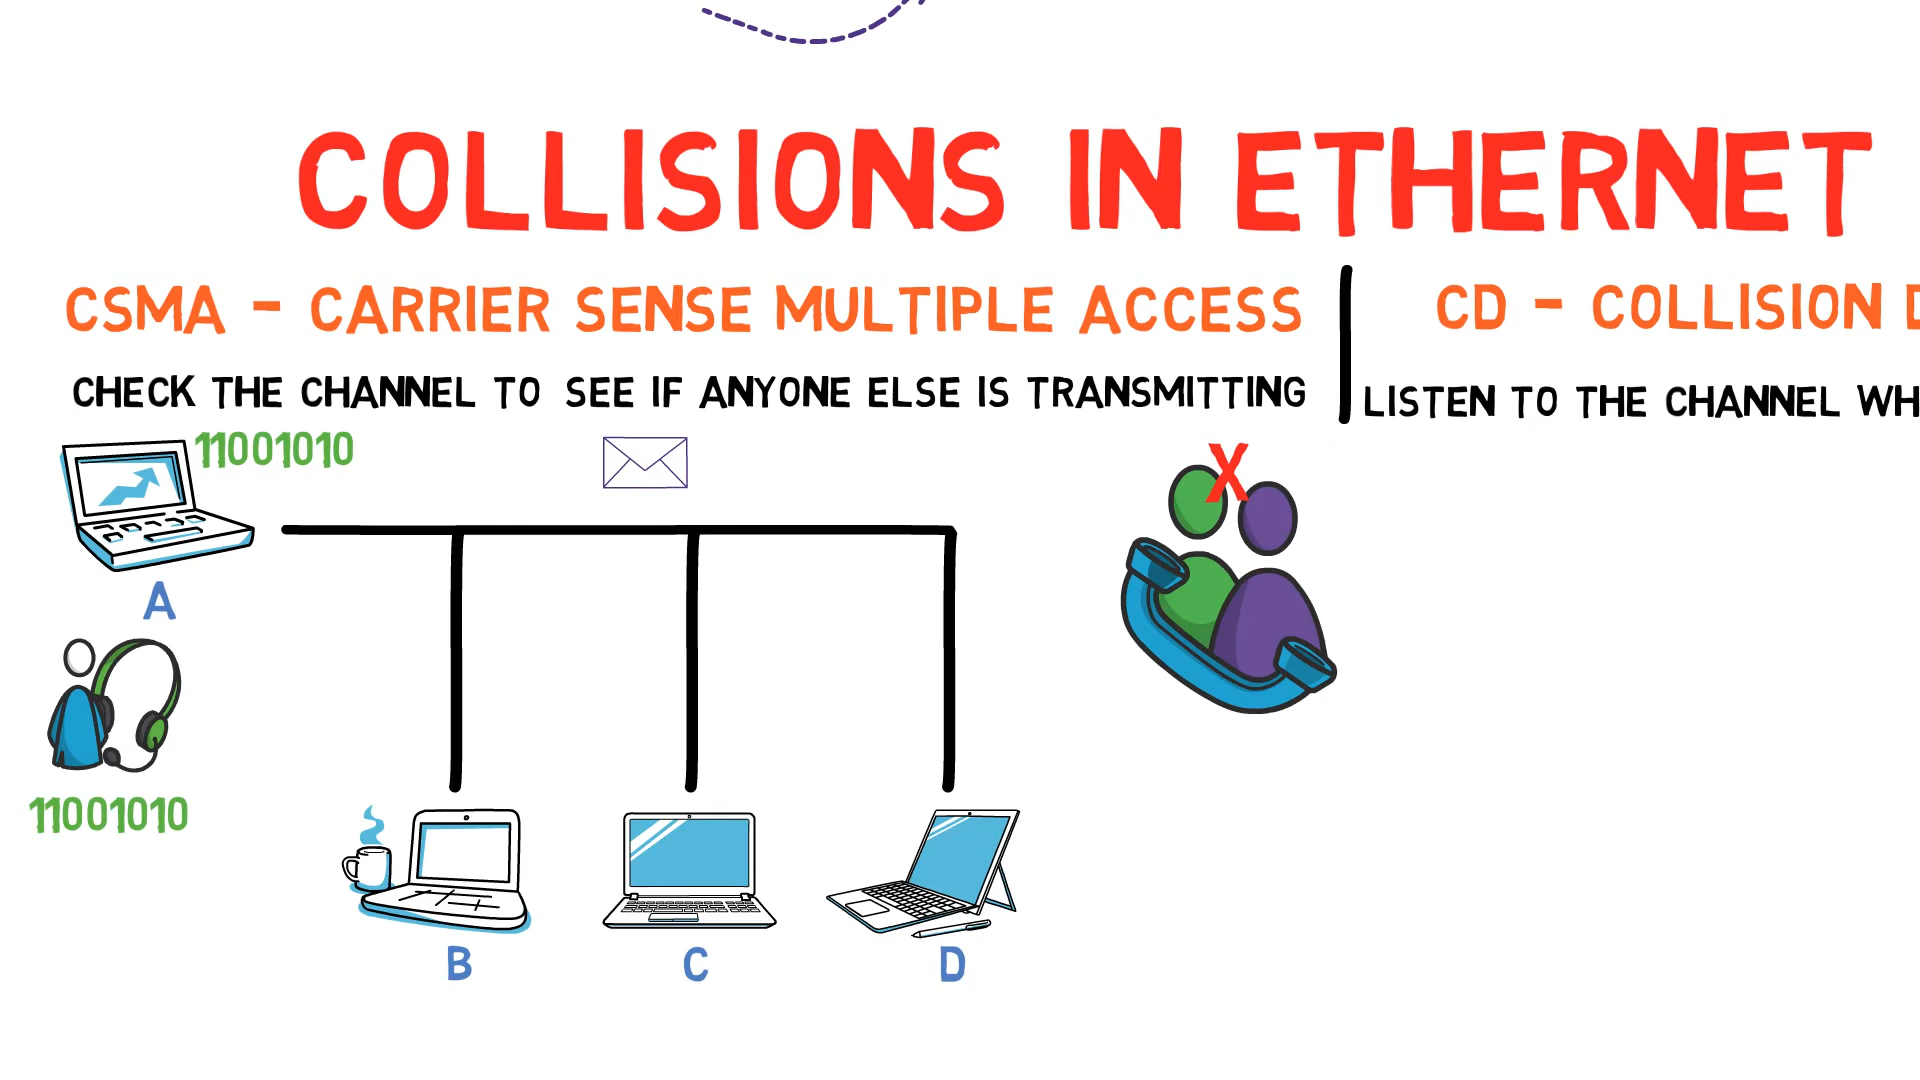 COLLISIONS IN ETHERNET
CSMA - CARRIER SENSE MULTIPLE ACCESS
CD - COLLISION
CHECK THE CHANNEL TO SEE IF ANYONE ELSE IS TRANSMITTING
LISTEN TO THE CHANNEL
11001010
X
A
11001010
B
C
D